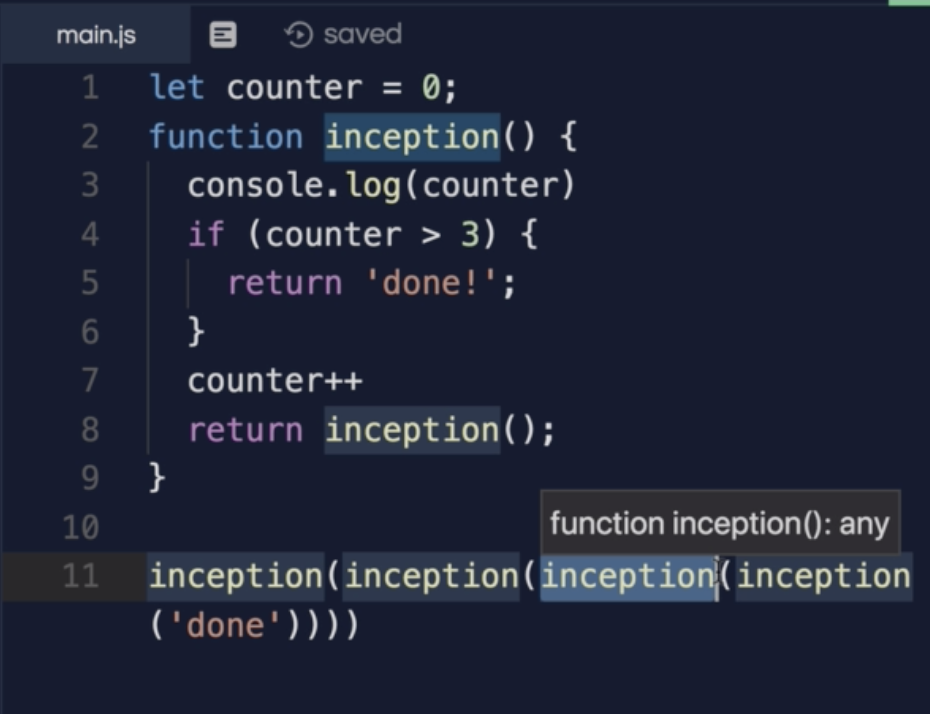 main.js saved
1 let counter = 0;
2 function inception() {
3 console.log(counter)
4 if (counter > 3) {
5 return 'done!';
6 }
7 counter++
8 return inception();
9 }
10
function inception(): any
11 inception(inception(inception(inception
('done'))))